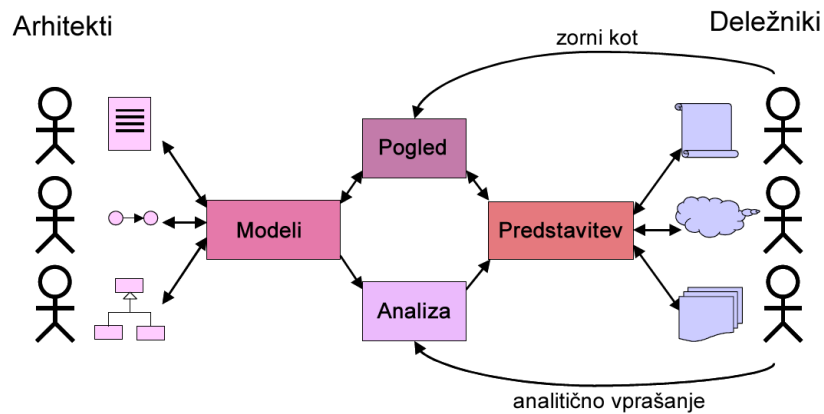 Arhitekti
Deležniki
zorni kot
Pogled
Modeli
Predstavitev
Analiza
analitično vprašanje